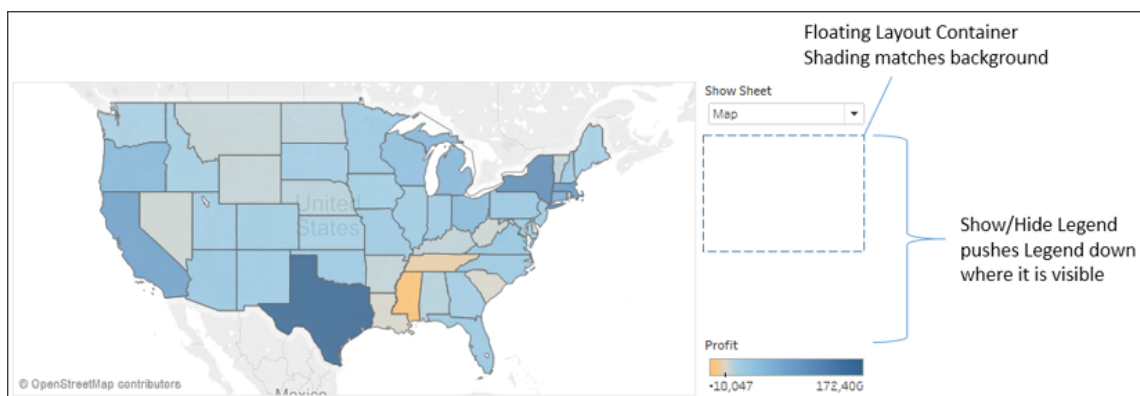 Floating Layout Container
Shading matches background
Show Sheet
Map
United
States
Show/Hide Legend
pushes Legend down
where it is visible
Profit
-10,047 172,406
© OpenStreetMap contributors
Mexico